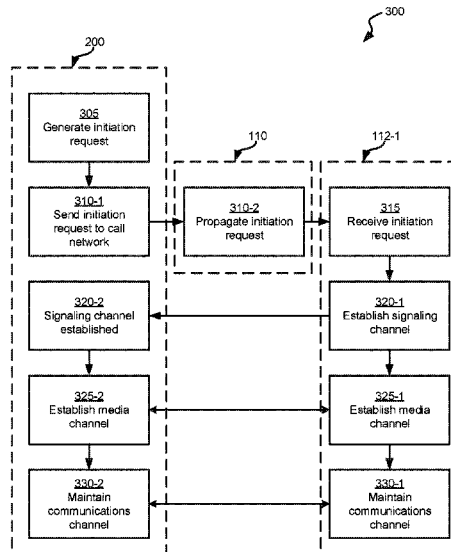 300
200
305
Generate initiation
request
110
112-1
310-1
Send initiation
request to call
network
310-2
Propagate initiation
request
315
Receive initiation
request
320-2
Signaling channel
established
320-1
Establish signaling
channel
325-2
Establish media
channel
325-1
Establish media
channel
330-2
Maintain
communications
channel
330-1
Maintain
communications
channel